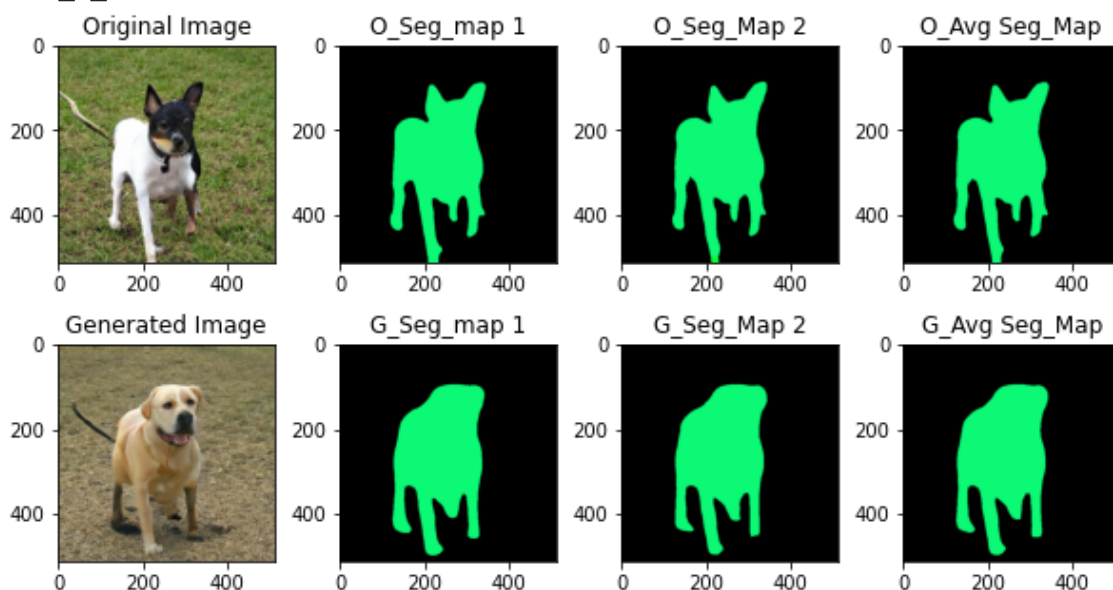 Original Image O_Seg_map 1 O_Seg_Map 2 O_Avg Seg_Map
0 0 0 0
200 200 200 200
400 400 400 400
0 200 400 0 200 400 0 200 400 0 200 400
Generated Image G_Seg_map 1 G_Seg_Map 2 G_Avg Seg_Map
0 0 0 0
200 200 200 200
400 400 400 400
0 200 400 0 200 400 0 200 400 0 200 400